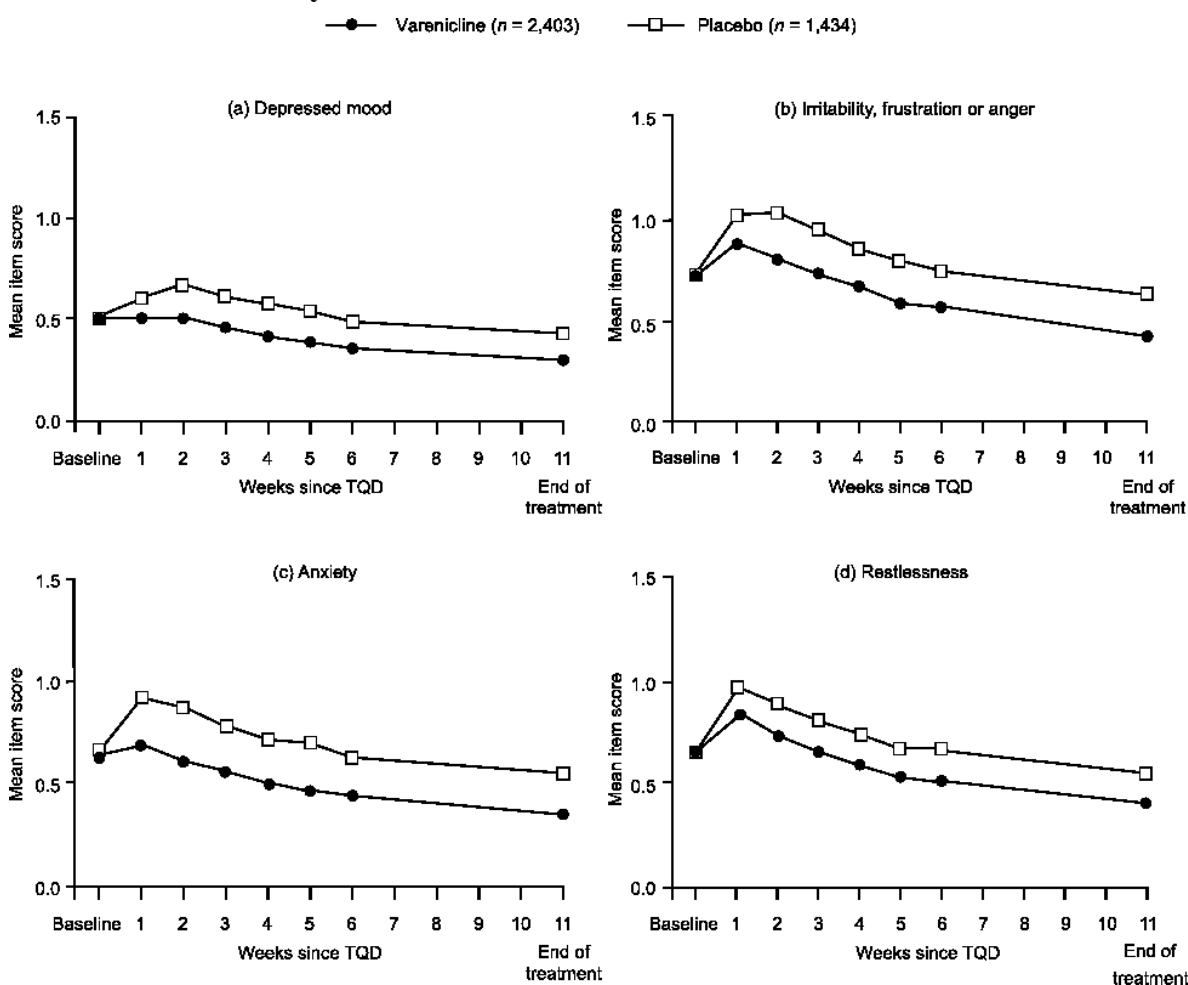 Varenicline (n = 2,403) Placebo (n = 1,434)
(a) Depressed mood
1.5
1.0
0.5
0.0
Mean item score
Baseline 1 2 3 4 5 6 7 8 9 10 11
Weeks since TQD
End of
treatment
(b) Irritability, frustration or anger
1.5
1.0
0.5
0.0
Mean item score
Baseline 1 2 3 4 5 6 7 8 9 10 11
Weeks since TQD
End of
treatment
(c) Anxiety
1.5
1.0
0.5
0.0
Mean item score
Baseline 1 2 3 4 5 6 7 8 9 10 11
Weeks since TQD
End of
treatment
(d) Restlessness
1.5
1.0
0.5
0.0
Mean item score
Baseline 1 2 3 4 5 6 7 8 9 10 11
Weeks since TQD
End of
treatment